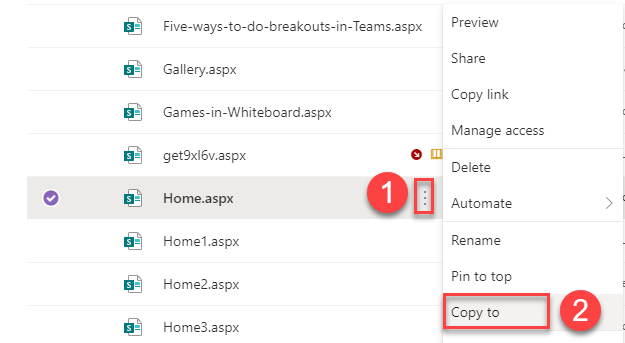 Five-ways-to-do-breakouts-in-Teams.aspx
Gallery.aspx
Games-in-Whiteboard.aspx
get9xl6v.aspx
Home.aspx
1
Home1.aspx
Home2.aspx
Home3.aspx
Preview
Share
Copy link
Manage access
Delete
Automate
Rename
Pin to top
Copy to
2